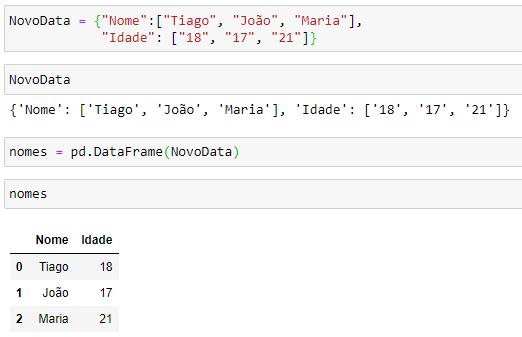 NovoData = {"Nome":["Tiago", "João", "Maria"],
"Idade": ["18", "17", "21"]}
NovoData
{'Nome': ['Tiago', 'João', 'Maria'], 'Idade': ['18', '17', '21']}
nomes = pd.DataFrame(NovoData)
nomes
Nome Idade
0 Tiago 18
1 João 17
2 Maria 21